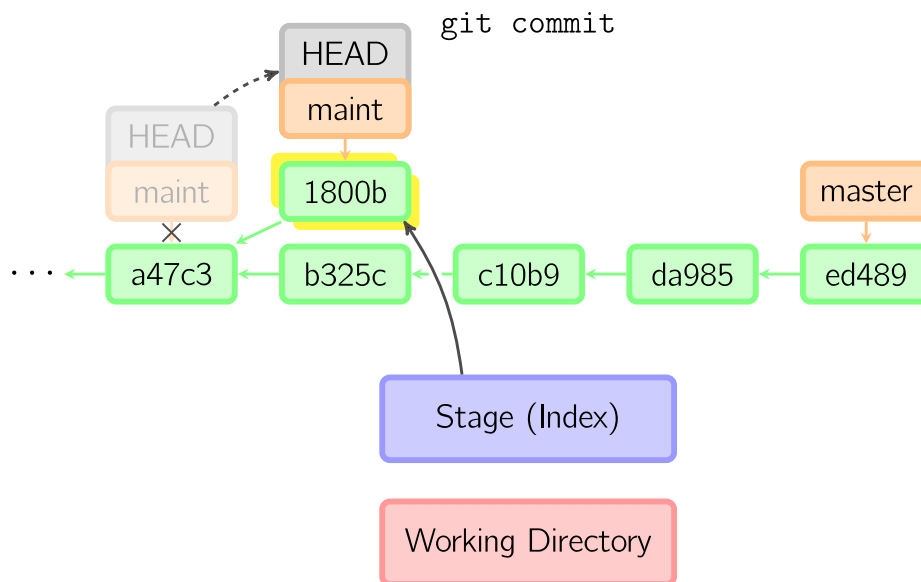 git commit
HEAD
maint
HEAD
maint
1800b
master
... a47c3 b325c c10b9 da985 ed489
Stage (Index)
Working Directory